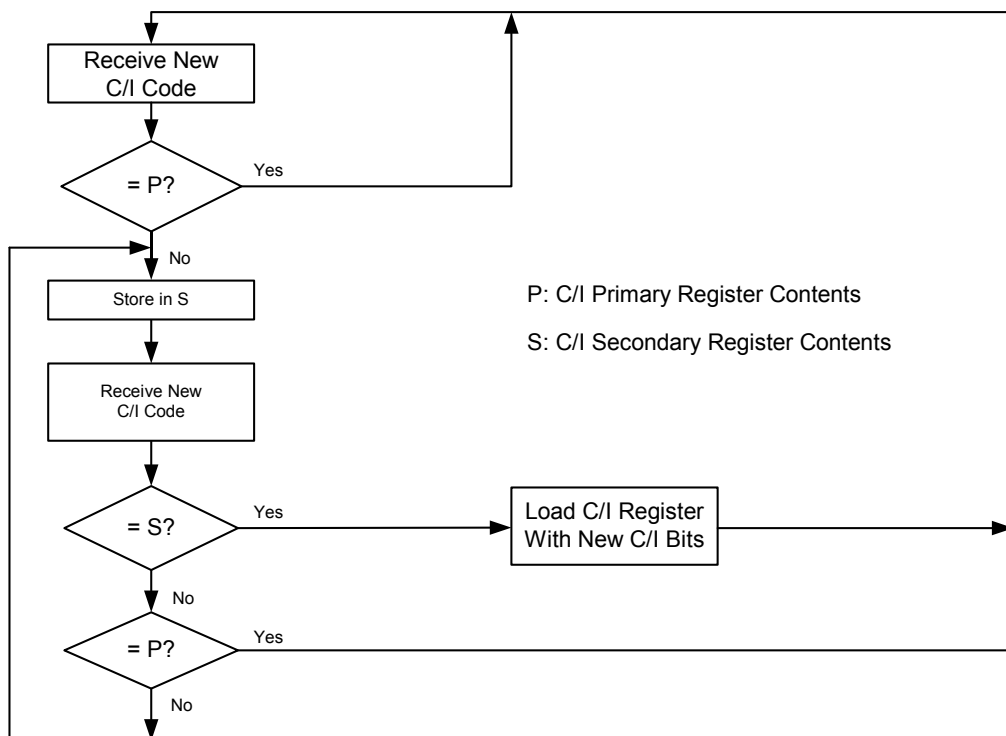 Receive New
C/I Code
= P?
Yes
No
Store in S
P: C/I Primary Register Contents
S: C/I Secondary Register Contents
Receive New
C/I Code
= S?
Yes
Load C/I Register
With New C/I Bits
No
= P?
Yes
No